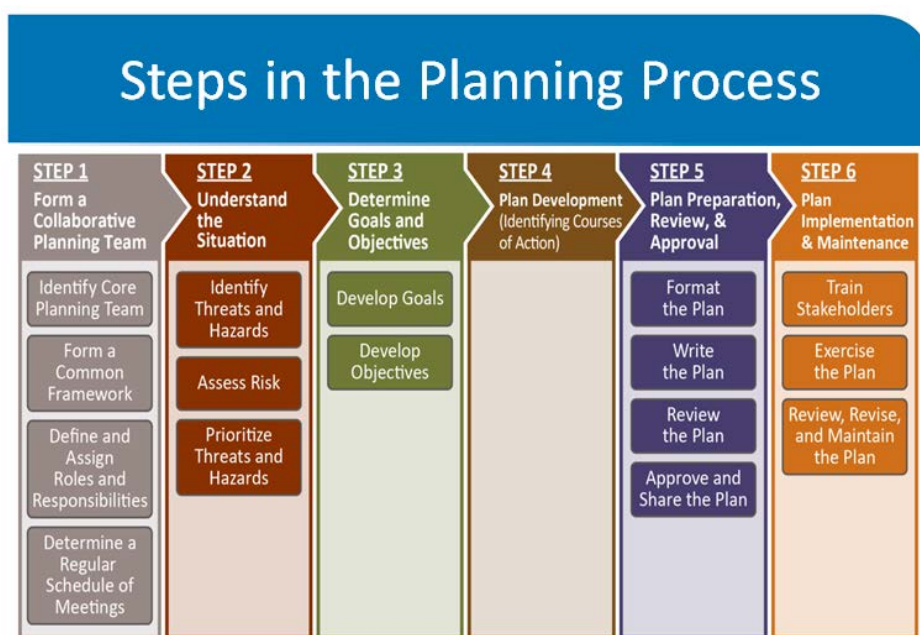 Steps in the Planning Process
STEP 1
Form a
Collaborative
Planning Team
Identify Core
Planning Team
Form a
Common
Framework
Define and
Assign
Roles and
Responsibilities
Determine a
Regular
Schedule of
Meetings
STEP 2
Understand
the
Situation
Identify
Threats and
Hazards
Assess Risk
Prioritize
Threats and
Hazards
STEP 3
Determine
Goals and
Objectives
Develop Goals
Develop
Objectives
STEP 4
Plan Development
(Identifying Courses
of Action)
STEP 5
Plan Preparation,
Review, &
Approval
Format
the Plan
Write
the Plan
Review
the Plan
Approve and
Share the Plan
STEP 6
Plan
Implementation
& Maintenance
Train
Stakeholders
Exercise
the Plan
Review, Revise,
and Maintain
the Plan